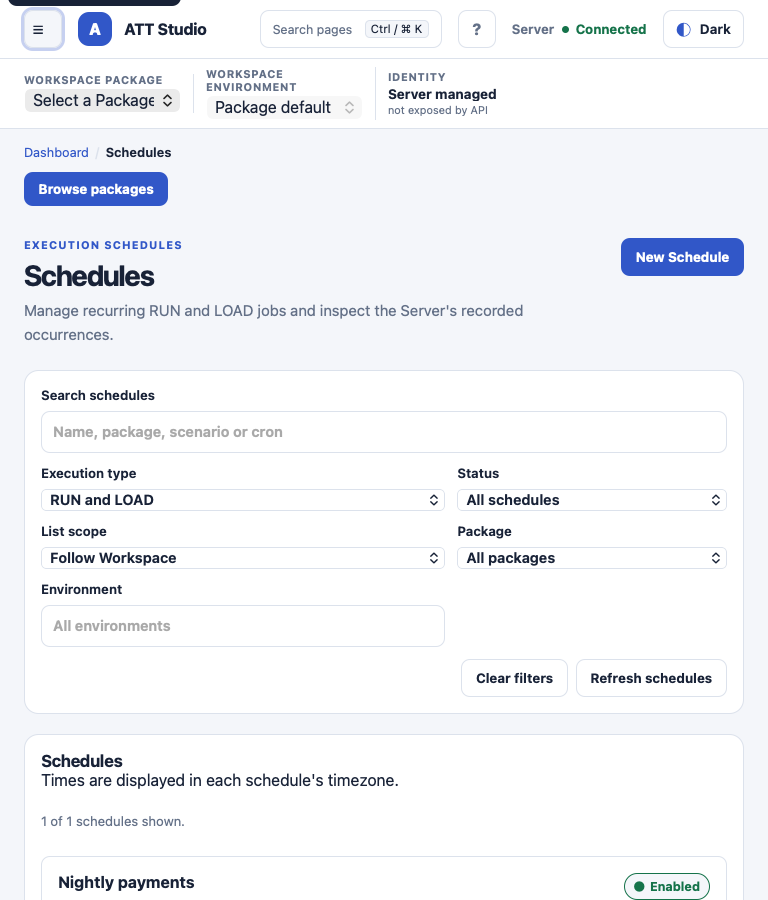 A
ATT Studio
Search pages
Ctrl / ⌘ K
?
Server
Connected
Dark
WORKSPACE PACKAGE
Select a Package
WORKSPACE
ENVIRONMENT
Package default
IDENTITY
Server managed
not exposed by API
Dashboard / Schedules
Browse packages
EXECUTION SCHEDULES
Schedules
New Schedule
Manage recurring RUN and LOAD jobs and inspect the Server's recorded
occurrences.
Search schedules
Name, package, scenario or cron
Execution type
Status
RUN and LOAD
All schedules
List scope
Package
Follow Workspace
All packages
Environment
All environments
Clear filters
Refresh schedules
Schedules
Times are displayed in each schedule's timezone.
1 of 1 schedules shown.
Nightly payments
Enabled